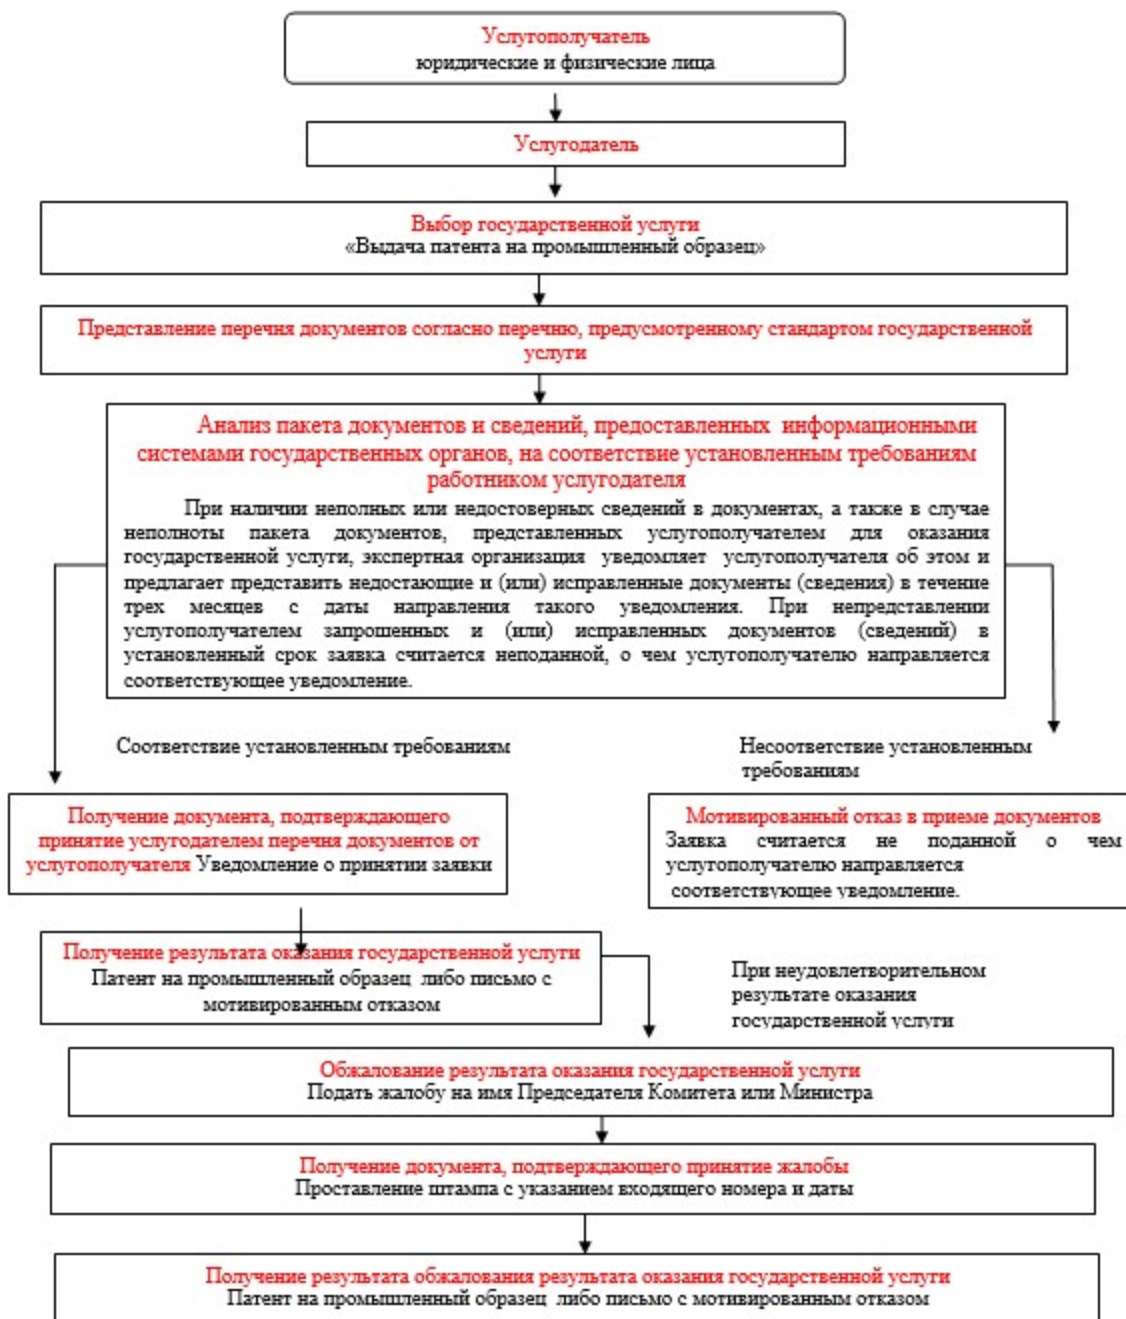 Услугополучатель
юридические и физические лица
Услугодатель
Выбор государственной услуги
«Выдача патента на промышленный образец»
Представление перечня документов согласно перечню, предусмотренному стандартом государственной
услуги
Анализ пакета документов и сведений, предоставленных информационными
системами государственных органов, на соответствие установленным требованиям
работником услугодателя
При наличии неполных или недостоверных сведений в документах, а также в случае
неполноты пакета документов, представленных услугополучателем для оказания
государственной услуги, экспертная организация уведомляет услугополучателя об этом и
предлагает представить недостающие и (или) исправленные документы (сведения) в течение
трех месяцев с даты направления такого уведомления. При непредставлении
услугополучателем запрошенных и (или) исправленных документов (сведений) в
установленный срок заявка считается неподанной, о чем услугополучателю направляется
соответствующее уведомление.
Соответствие установленным требованиям
Несоответствие установленным
требованиям
Получение документа, подтверждающего
принятие услугодателем перечня документов от
услугополучателя Уведомление о принятии заявки
Мотивированный отказ в приеме документов
Заявка считается не поданной о чем
услугополучателю направляется
соответствующее уведомление.
Получение результата оказания государственной услуги
Патент на промышленный образец либо письмо с
мотивированным отказом
При неудовлетворительном
результате оказания
государственной услуги
Обжалование результата оказания государственной услуги
Подать жалобу на имя Председателя Комитета или Министра
Получение документа, подтверждающего принятие жалобы
Проставление штампа с указанием входящего номера и даты
Получение результата обжалования результата оказания государственной услуги
Патент на промышленный образец либо письмо с мотивированным отказом